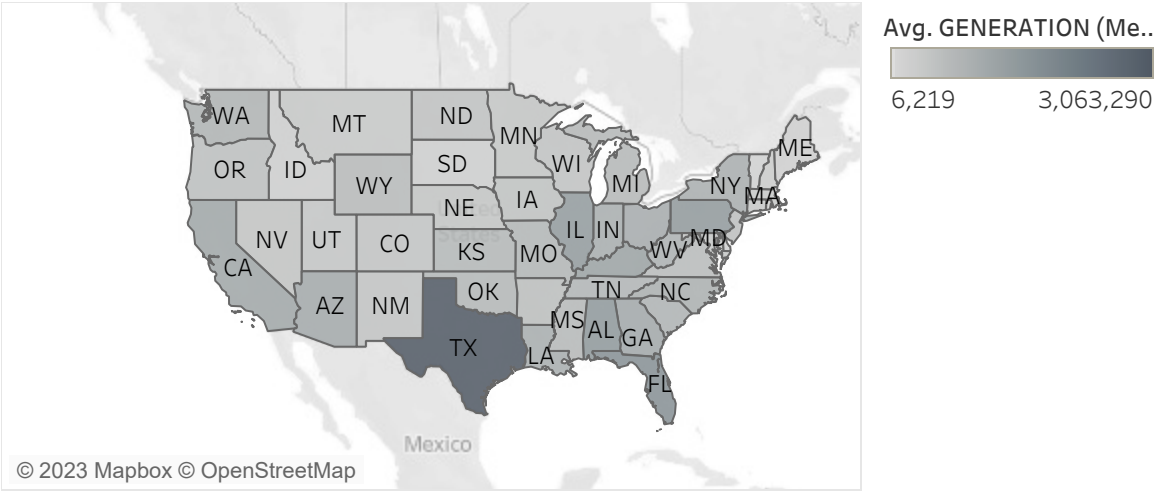 Avg. GENERATION (Me..
6,219 3,063,290
WA
MT
ND
MN
ME
OR
ID
SD
WI
WY
MI
NY
MA
IA
NE
United
States
NV
UT
CO
KS
MO
IL
IN
WV
MD
CA
AZ
NM
OK
TN
NC
TX
MS
AL
GA
LA
FL
Mexico
© 2023 Mapbox © OpenStreetMap